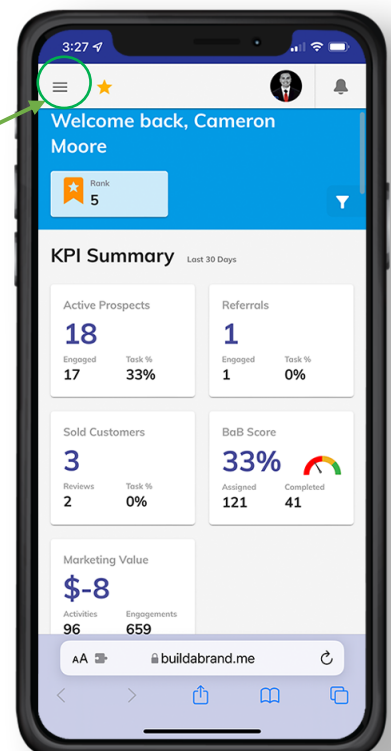 3:27
Welcome back, Cameron
Moore
Rank
5
KPI Summary Last 30 Days
Active Prospects
18
Engaged Task %
17 33%
Referrals
1
Engaged Task %
1 0%
Sold Customers
3
Reviews Task %
2 0%
BaB Score
33%
Assigned Completed
121 41
Marketing Value
$-8
Activities Engagements
96 659
AA buildabrand.me